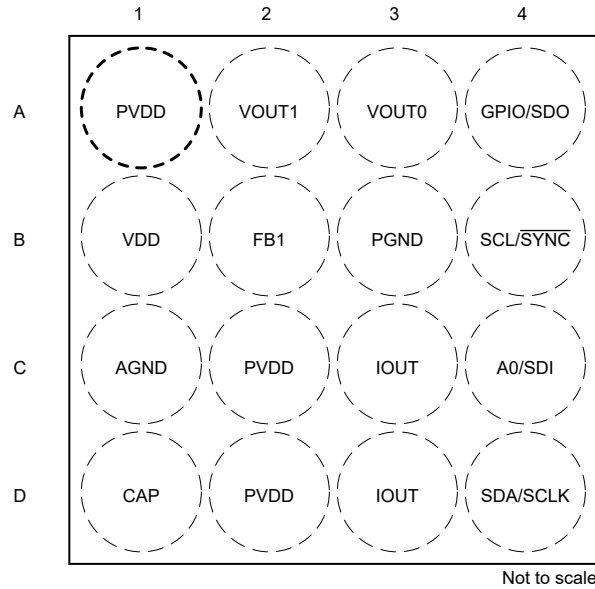 1 2 3 4
A PVDD VOUT1 VOUT0 GPIO/SDO
B VDD FB1 PGND SCL/SYNC
C AGND PVDD IOUT A0/SDI
D CAP PVDD IOUT SDA/SCLK
Not to scale